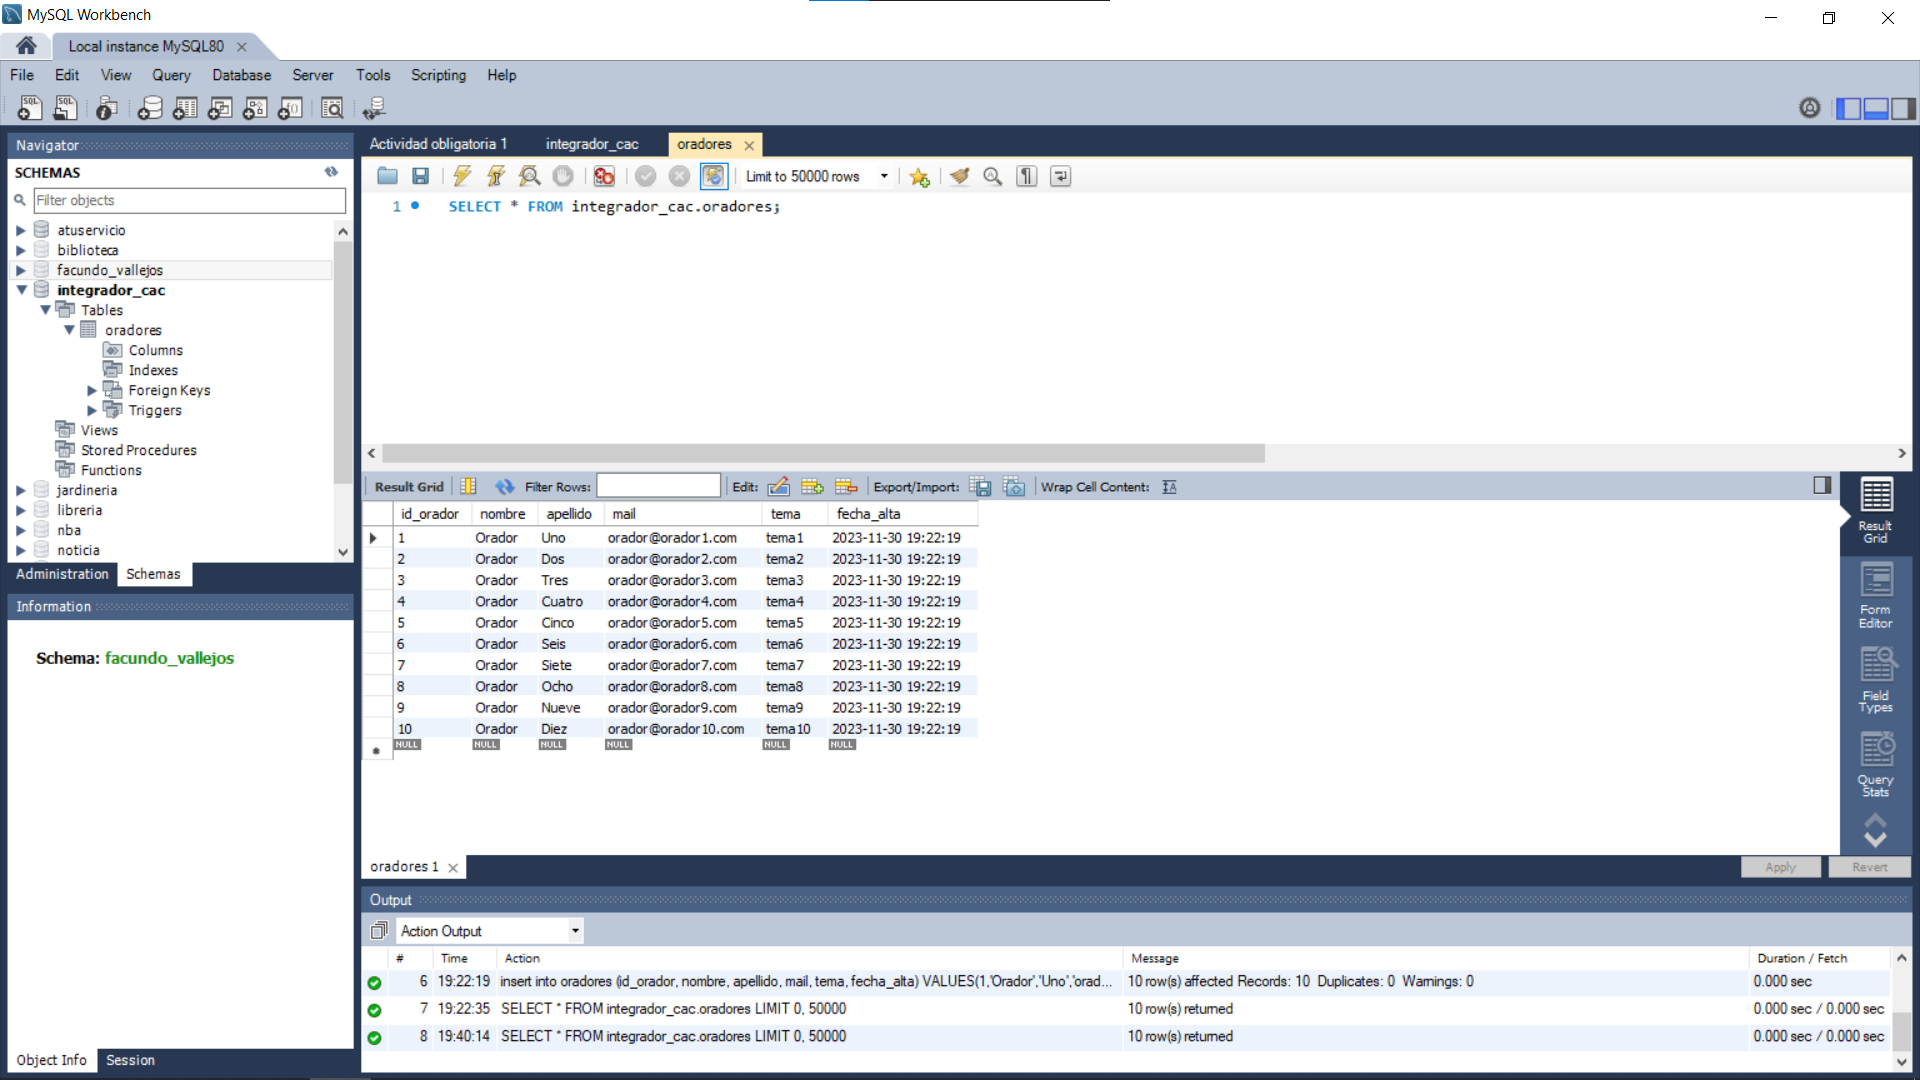 MySQL Workbench
Local instance MySQL80
File Edit View Query Database Server Tools Scripting Help
Navigator
SCHEMAS
Filter objects
atuservicio
biblioteca
facundo_vallejos
integrador_cac
Tables
oradores
Columns
Indexes
Foreign Keys
Triggers
Views
Stored Procedures
Functions
jardineria
libreria
nba
noticia
Administration Schemas
Information
Schema: facundo_vallejos
Object Info Session
Actividad obligatoria 1 integrador_cac oradores
Limit to 50000 rows
1 SELECT * FROM integrador_cac.oradores;
Result Grid Filter Rows: Edit: Export/Import: Wrap Cell Content:
id_orador nombre apellido mail tema fecha_alta
1 Orador Uno orador@orador1.com tema1 2023-11-30 19:22:19
2 Orador Dos orador@orador2.com tema2 2023-11-30 19:22:19
3 Orador Tres orador@orador3.com tema3 2023-11-30 19:22:19
4 Orador Cuatro orador@orador4.com tema4 2023-11-30 19:22:19
5 Orador Cinco orador@orador5.com tema5 2023-11-30 19:22:19
6 Orador Seis orador@orador6.com tema6 2023-11-30 19:22:19
7 Orador Siete orador@orador7.com tema7 2023-11-30 19:22:19
8 Orador Ocho orador@orador8.com tema8 2023-11-30 19:22:19
9 Orador Nueve orador@orador9.com tema9 2023-11-30 19:22:19
10 Orador Diez orador@orador10.com tema10 2023-11-30 19:22:19
NULL NULL NULL NULL NULL NULL
Result
Grid
Form
Editor
Field
Types
Query
Stats
oradores 1
Apply Revert
Output
Action Output
# Time Action Message Duration / Fetch
6 19:22:19 insert into oradores (id_orador, nombre, apellido, mail, tema, fecha_alta) VALUES(1,'Orador','Uno','orad... 10 row(s) affected Records: 10 Duplicates: 0 Warnings: 0 0.000 sec
7 19:22:35 SELECT * FROM integrador_cac.oradores LIMIT 0, 50000 10 row(s) returned 0.000 sec / 0.000 sec
8 19:40:14 SELECT * FROM integrador_cac.oradores LIMIT 0, 50000 10 row(s) returned 0.000 sec / 0.000 sec